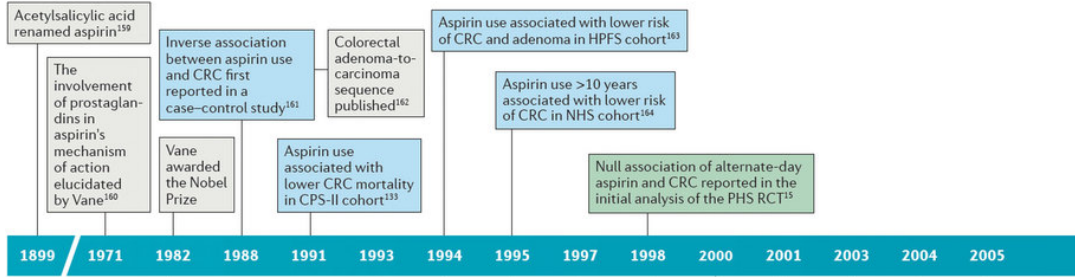 Acetylsalicylic acid
renamed aspirin¹⁵⁹
The
involvement
of prostaglan-
dins in
aspirin's
mechanism
of action
elucidated
by Vane¹⁶⁰
Inverse association
between aspirin use
and CRC first
reported in a
case–control study¹⁶¹
Vane
awarded
the Nobel
Prize
Colorectal
adenoma-to-
carcinoma
sequence
published¹⁶²
Aspirin use
associated with
lower CRC mortality
in CPS-II cohort¹³³
Aspirin use associated with lower risk
of CRC and adenoma in HPFS cohort¹⁶³
Aspirin use >10 years
associated with lower risk
of CRC in NHS cohort¹⁶⁴
Null association of alternate-day
aspirin and CRC reported in the
initial analysis of the PHS RCT¹⁵
1899 1971 1982 1988 1991 1993 1994 1995 1997 1998 2000 2001 2003 2004 2005